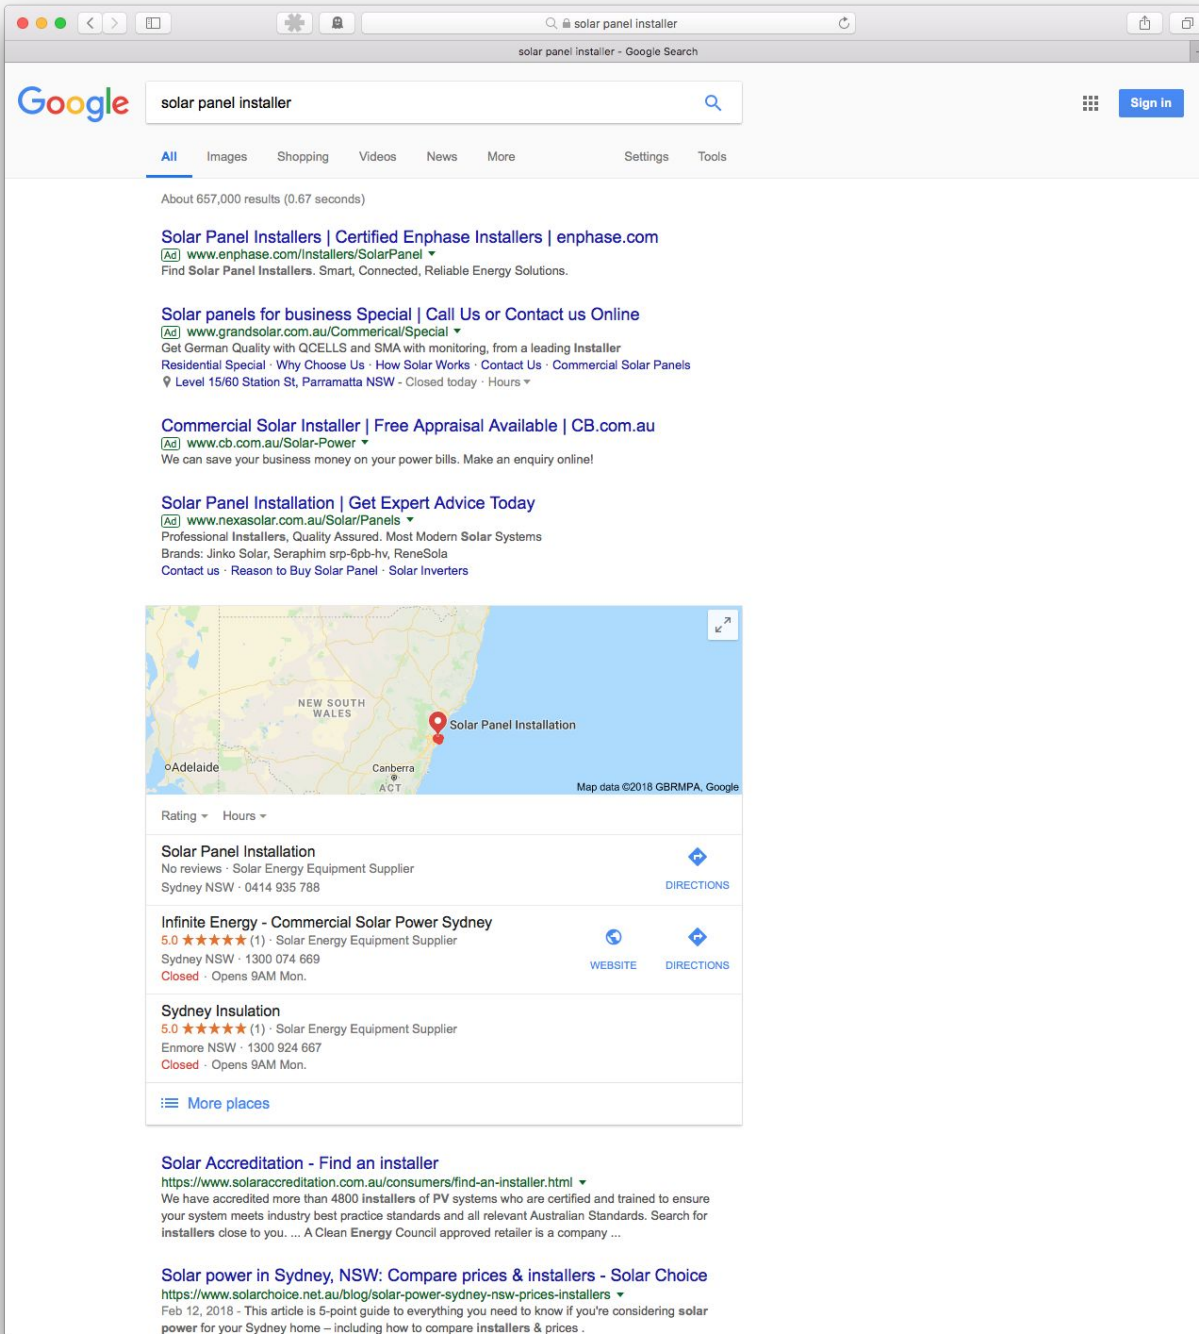 solar panel installer
solar panel installer - Google Search
Google
solar panel installer
Sign in
All Images Shopping Videos News More Settings Tools
About 657,000 results (0.67 seconds)
Solar Panel Installers | Certified Enphase Installers | enphase.com
Ad www.enphase.com/Installers/SolarPanel
Find Solar Panel Installers. Smart, Connected, Reliable Energy Solutions.
Solar panels for business Special | Call Us or Contact us Online
Ad www.grandsolar.com.au/Commerical/Special
Get German Quality with QCELLS and SMA with monitoring, from a leading Installer
Residential Special · Why Choose Us · How Solar Works · Contact Us · Commercial Solar Panels
Level 15/60 Station St, Parramatta NSW - Closed today · Hours
Commercial Solar Installer | Free Appraisal Available | CB.com.au
Ad www.cb.com.au/Solar-Power
We can save your business money on your power bills. Make an enquiry online!
Solar Panel Installation | Get Expert Advice Today
Ad www.nexasolar.com.au/Solar/Panels
Professional Installers, Quality Assured. Most Modern Solar Systems
Brands: Jinko Solar, Seraphim srp-6pb-hv, ReneSola
Contact us · Reason to Buy Solar Panel · Solar Inverters
NEW SOUTH
WALES
Solar Panel Installation
Adelaide
Canberra
ACT
Map data ©2018 GBRMPA, Google
Rating Hours
Solar Panel Installation
No reviews · Solar Energy Equipment Supplier
Sydney NSW · 0414 935 788
DIRECTIONS
Infinite Energy - Commercial Solar Power Sydney
5.0 ★★★★★ (1) · Solar Energy Equipment Supplier
Sydney NSW · 1300 074 669
Closed · Opens 9AM Mon.
WEBSITE DIRECTIONS
Sydney Insulation
5.0 ★★★★★ (1) · Solar Energy Equipment Supplier
Enmore NSW · 1300 924 667
Closed · Opens 9AM Mon.
More places
Solar Accreditation - Find an installer
https://www.solaraccreditation.com.au/consumers/find-an-installer.html
We have accredited more than 4800 installers of PV systems who are certified and trained to ensure
your system meets industry best practice standards and all relevant Australian Standards. Search for
installers close to you. ... A Clean Energy Council approved retailer is a company ...
Solar power in Sydney, NSW: Compare prices & installers - Solar Choice
https://www.solarchoice.net.au/blog/solar-power-sydney-nsw-prices-installers
Feb 12, 2018 - This article is 5-point guide to everything you need to know if you're considering solar
power for your Sydney home – including how to compare installers & prices .